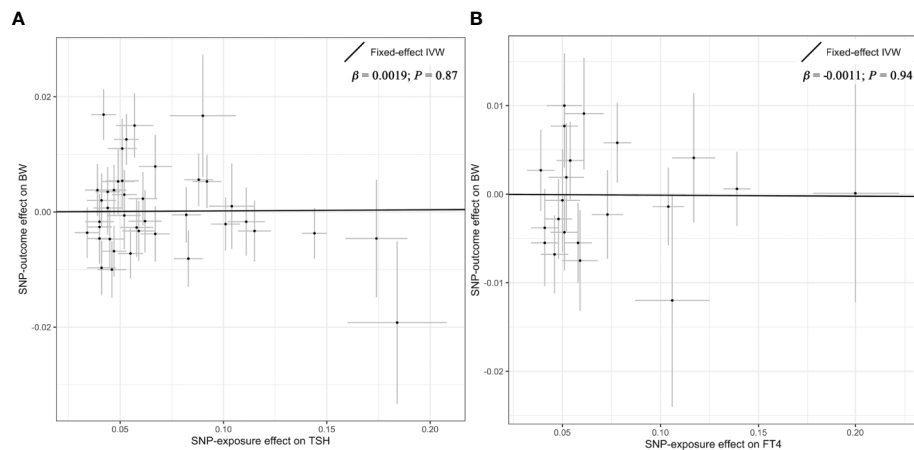 A
Fixed-effect IVW
β = 0.0019; P = 0.87
0.02
0.00
-0.02
SNP-outcome effect on BW
0.05
0.10
0.15
0.20
SNP-exposure effect on TSH
B
Fixed-effect IVW
β = -0.0011; P = 0.94
0.01
0.00
-0.01
-0.02
SNP-outcome effect on BW
0.05
0.10
0.15
0.20
SNP-exposure effect on FT4